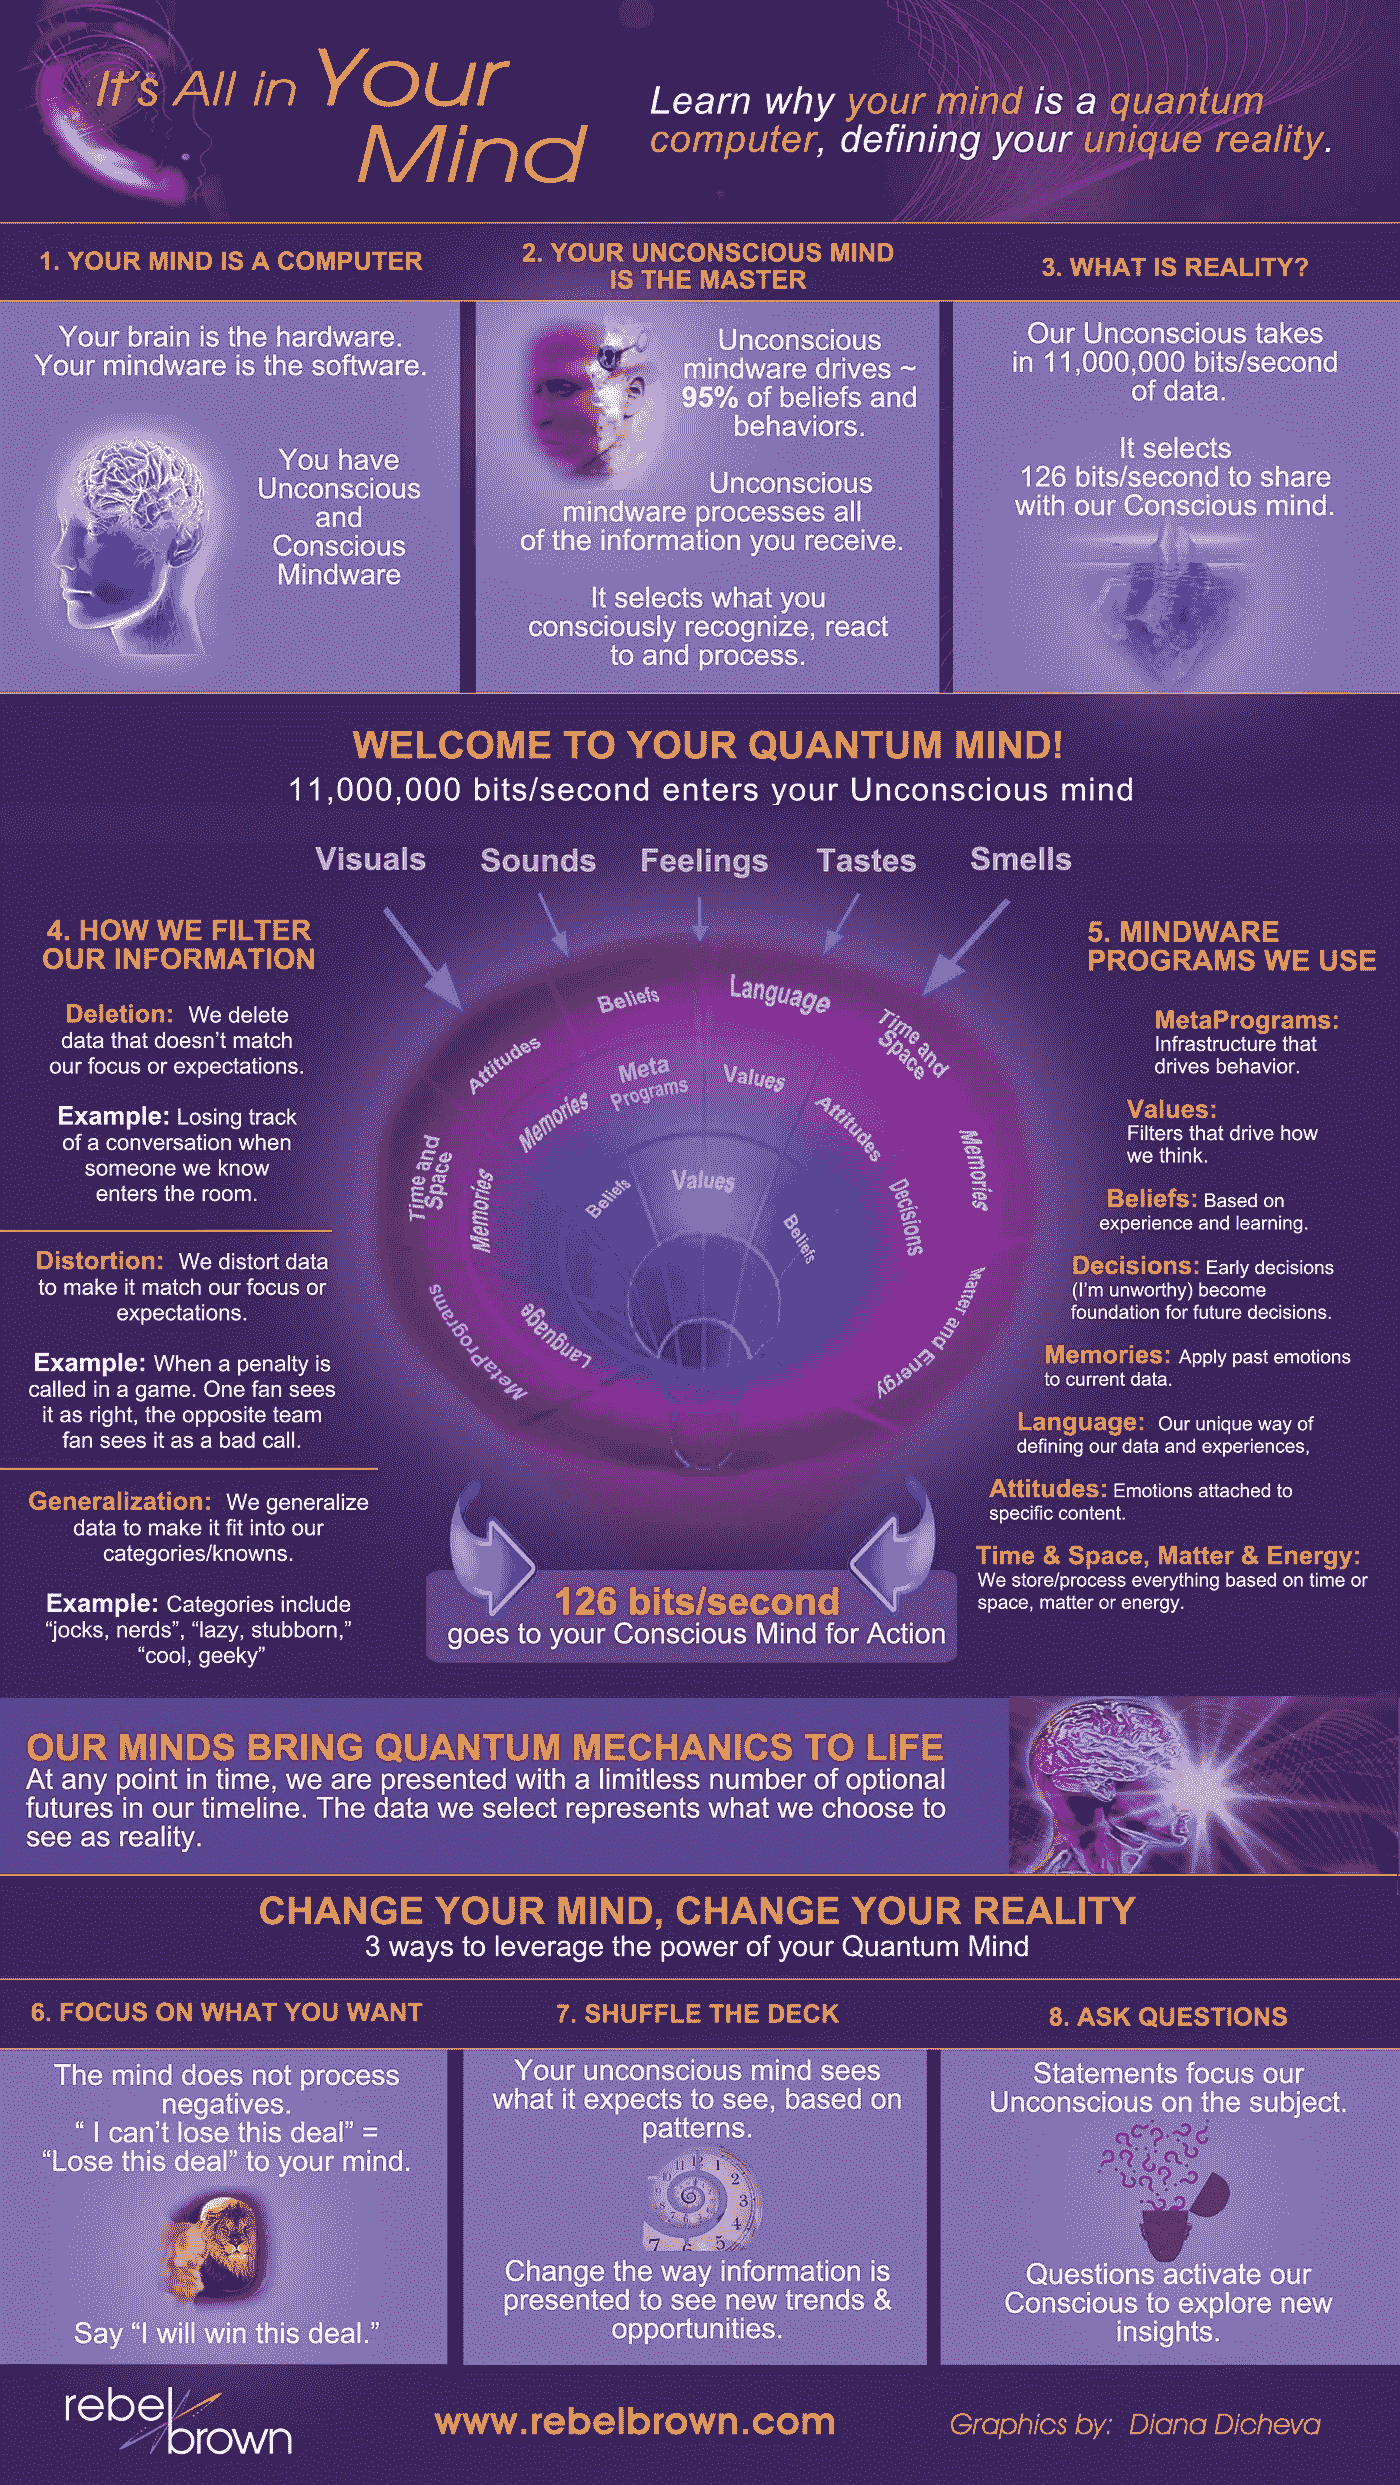 It's All in Your
Mind
Learn why your mind is a quantum
computer, defining your unique reality.
1. YOUR MIND IS A COMPUTER
Your brain is the hardware.
Your mindware is the software.
You have
Unconscious
and
Conscious
Mindware
2. YOUR UNCONSCIOUS MIND
IS THE MASTER
Unconscious
mindware drives ~
95% of beliefs and
behaviors.
Unconscious
mindware processes all
of the information you receive.
It selects what you
consciously recognize, react
to and process.
3. WHAT IS REALITY?
Our Unconscious takes
in 11,000,000 bits/second
of data.
It selects
126 bits/second to share
with our Conscious mind.
WELCOME TO YOUR QUANTUM MIND!
11,000,000 bits/second enters your Unconscious mind
Visuals Sounds Feelings Tastes Smells
4. HOW WE FILTER
OUR INFORMATION
Deletion: We delete
data that doesn't match
our focus or expectations.
Example: Losing track
of a conversation when
someone we know
enters the room.
Distortion: We distort data
to make it match our focus or
expectations.
Example: When a penalty is
called in a game. One fan sees
it as right, the opposite team
fan sees it as a bad call.
Generalization: We generalize
data to make it fit into our
categories/knowns.
Example: Categories include
“jocks, nerds”, “lazy, stubborn,”
“cool, geeky”
Attitudes
Beliefs
Language
Time and
Space
Memories
Matter and Energy
MetaPrograms
Time and
Space
Memories
Memories
Meta
Programs
Values
Attitudes
Decisions
Language
Beliefs
Values
Beliefs
126 bits/second
goes to your Conscious Mind for Action
5. MINDWARE
PROGRAMS WE USE
MetaPrograms:
Infrastructure that
drives behavior.
Values:
Filters that drive how
we think.
Beliefs: Based on
experience and learning.
Decisions: Early decisions
(I'm unworthy) become
foundation for future decisions.
Memories: Apply past emotions
to current data.
Language: Our unique way of
defining our data and experiences,
Attitudes: Emotions attached to
specific content.
Time & Space, Matter & Energy:
We store/process everything based on time or
space, matter or energy.
OUR MINDS BRING QUANTUM MECHANICS TO LIFE
At any point in time, we are presented with a limitless number of optional
futures in our timeline. The data we select represents what we choose to
see as reality.
CHANGE YOUR MIND, CHANGE YOUR REALITY
3 ways to leverage the power of your Quantum Mind
6. FOCUS ON WHAT YOU WANT
The mind does not process
negatives.
“ I can't lose this deal” =
“Lose this deal” to your mind.
Say “I will win this deal.”
7. SHUFFLE THE DECK
Your unconscious mind sees
what it expects to see, based on
patterns.
Change the way information is
presented to see new trends &
opportunities.
8. ASK QUESTIONS
Statements focus our
Unconscious on the subject.
Questions activate our
Conscious to explore new
insights.
rebel
brown
www.rebelbrown.com
Graphics by: Diana Dicheva